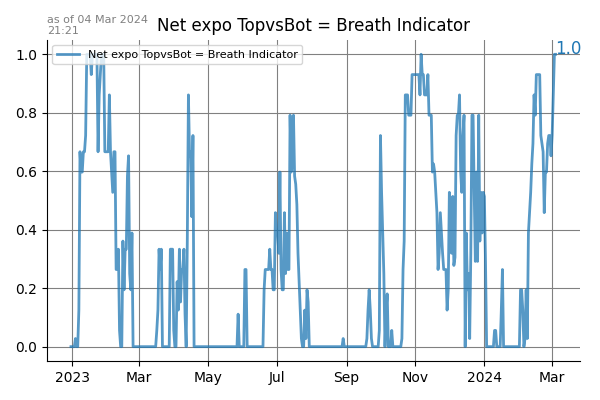 as of 04 Mar 2024
21:21
Net expo TopvsBot = Breath Indicator
Net expo TopvsBot = Breath Indicator
1.0
1.0
0.8
0.6
0.4
0.2
0.0
2023 Mar May Jul Sep Nov 2024 Mar